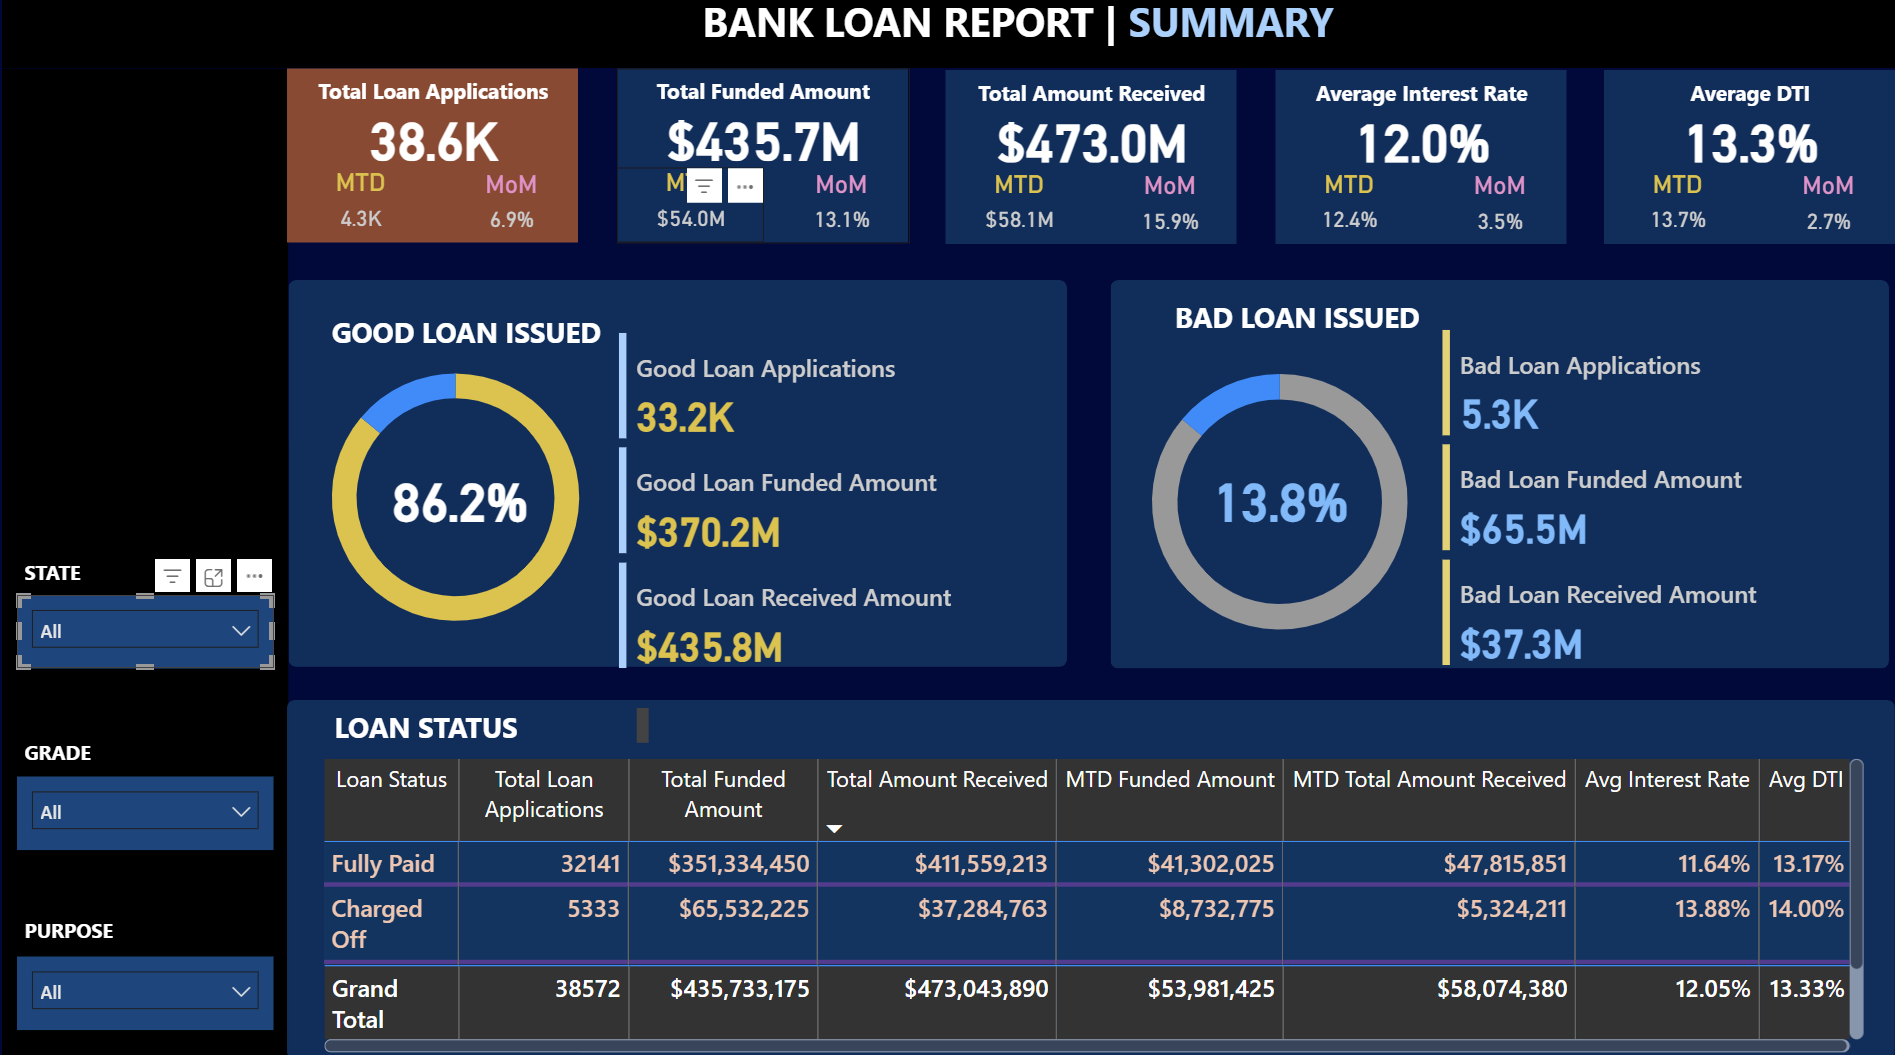 BANK LOAN REPORT | SUMMARY
Total Loan Applications
38.6K
MTD MoM
4.3K 6.9%
Total Funded Amount
$435.7M
MoM
$54.0M 13.1%
Total Amount Received
$473.0M
MTD MoM
$58.1M 15.9%
Average Interest Rate
12.0%
MTD MoM
12.4% 3.5%
Average DTI
13.3%
MTD MoM
13.7% 2.7%
STATE
All
GRADE
All
PURPOSE
All
GOOD LOAN ISSUED
86.2%
Good Loan Applications
33.2K
Good Loan Funded Amount
$370.2M
Good Loan Received Amount
$435.8M
BAD LOAN ISSUED
13.8%
Bad Loan Applications
5.3K
Bad Loan Funded Amount
$65.5M
Bad Loan Received Amount
$37.3M
LOAN STATUS
Loan Status Total Loan Applications Total Funded Amount Total Amount Received MTD Funded Amount MTD Total Amount Received Avg Interest Rate Avg DTI
Fully Paid 32141 $351,334,450 $411,559,213 $41,302,025 $47,815,851 11.64% 13.17%
Charged Off 5333 $65,532,225 $37,284,763 $8,732,775 $5,324,211 13.88% 14.00%
Grand Total 38572 $435,733,175 $473,043,890 $53,981,425 $58,074,380 12.05% 13.33%